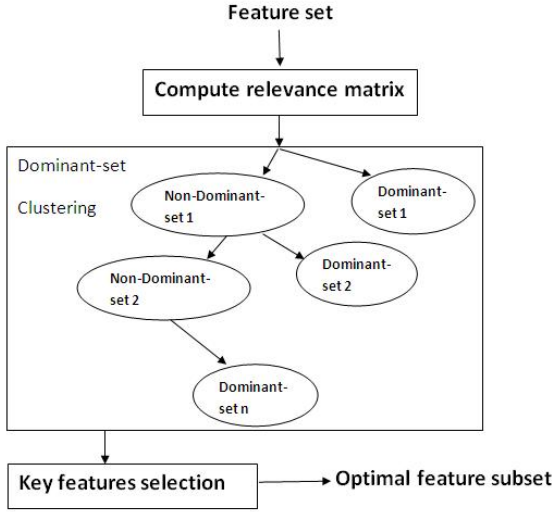 Feature set
Compute relevance matrix
Dominant-set
Clustering
Non-Dominant-
set 1
Dominant-
set 1
Non-Dominant-
set 2
Dominant-
set 2
Dominant-
set n
Key features selection
Optimal feature subset